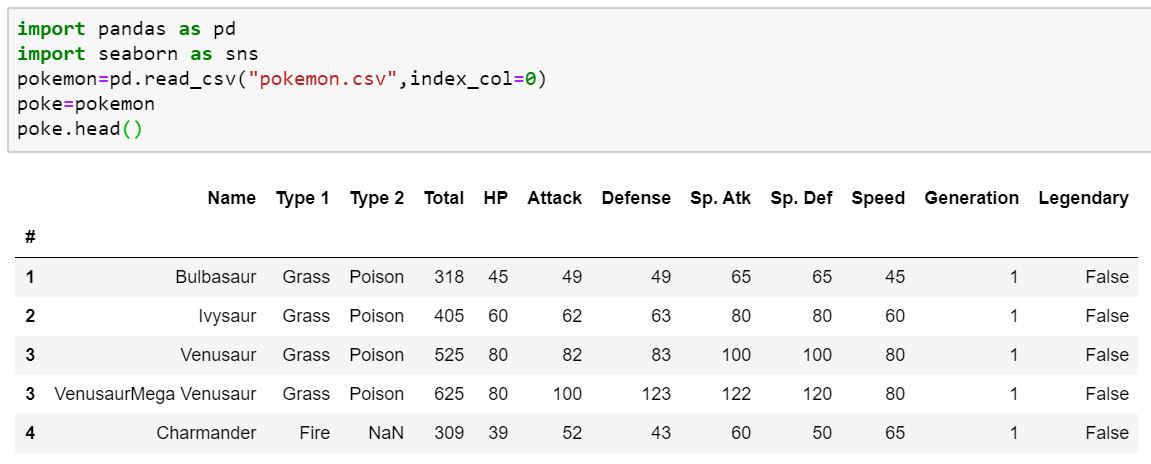 import pandas as pd
import seaborn as sns
pokemon=pd.read_csv("pokemon.csv",index_col=0)
poke=pokemon
poke.head()
Name Type 1 Type 2 Total HP Attack Defense Sp. Atk Sp. Def Speed Generation Legendary
#
1 Bulbasaur Grass Poison 318 45 49 49 65 65 45 1 False
2 Ivysaur Grass Poison 405 60 62 63 80 80 60 1 False
3 Venusaur Grass Poison 525 80 82 83 100 100 80 1 False
3 VenusaurMega Venusaur Grass Poison 625 80 100 123 122 120 80 1 False
4 Charmander Fire NaN 309 39 52 43 60 50 65 1 False